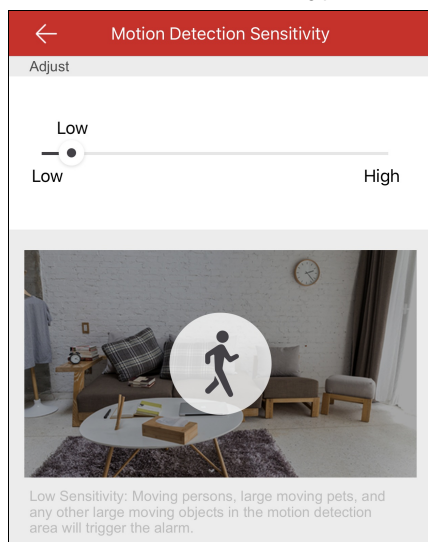 Motion Detection Sensitivity
Adjust
Low
Low High
Low Sensitivity: Moving persons, large moving pets, and
any other large moving objects in the motion detection
area will trigger the alarm.